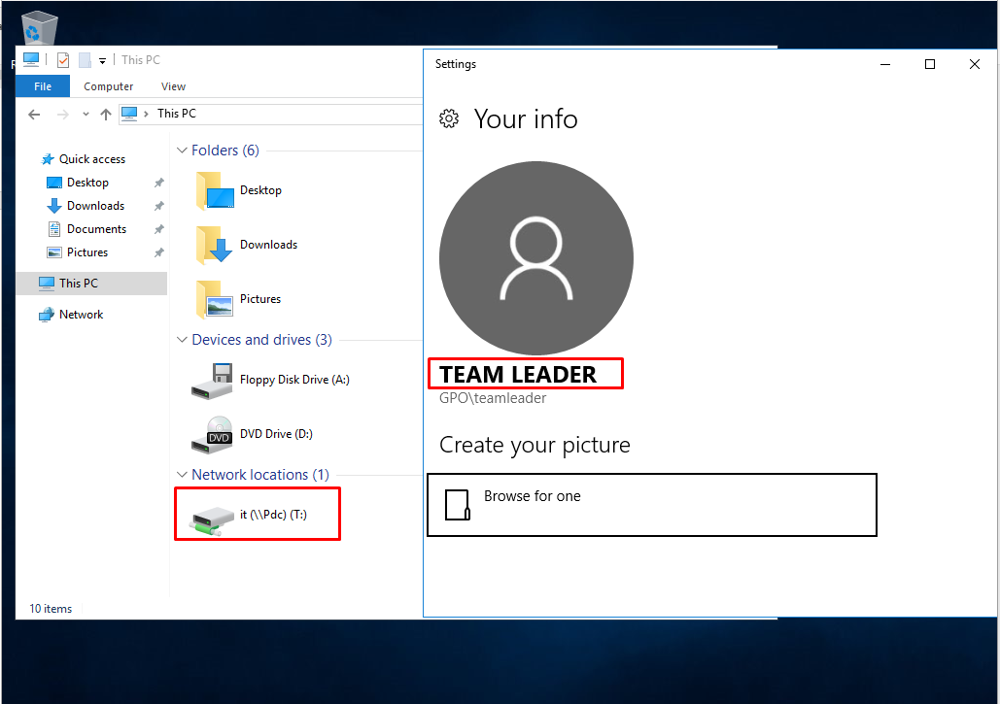 This PC
File Computer View
This PC
Quick access
Desktop
Downloads
Documents
Pictures
This PC
Network
Folders (6)
Desktop
Downloads
Pictures
Devices and drives (3)
Floppy Disk Drive (A:)
DVD Drive (D:)
DVD
Network locations (1)
it (\\Pdc) (T:)
10 items
Settings
Your info
TEAM LEADER
GPO\teamleader
Create your picture
Browse for one